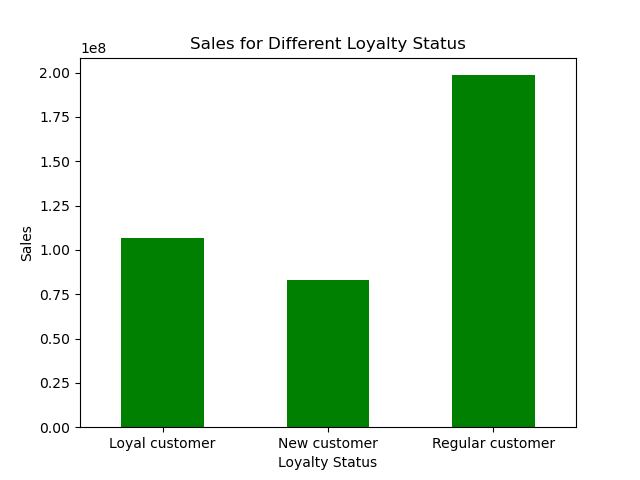 Sales for Different Loyalty Status
1e8
2.00
1.75
1.50
1.25
1.00
0.75
0.50
0.25
0.00
Sales
Loyal customer
New customer
Regular customer
Loyalty Status